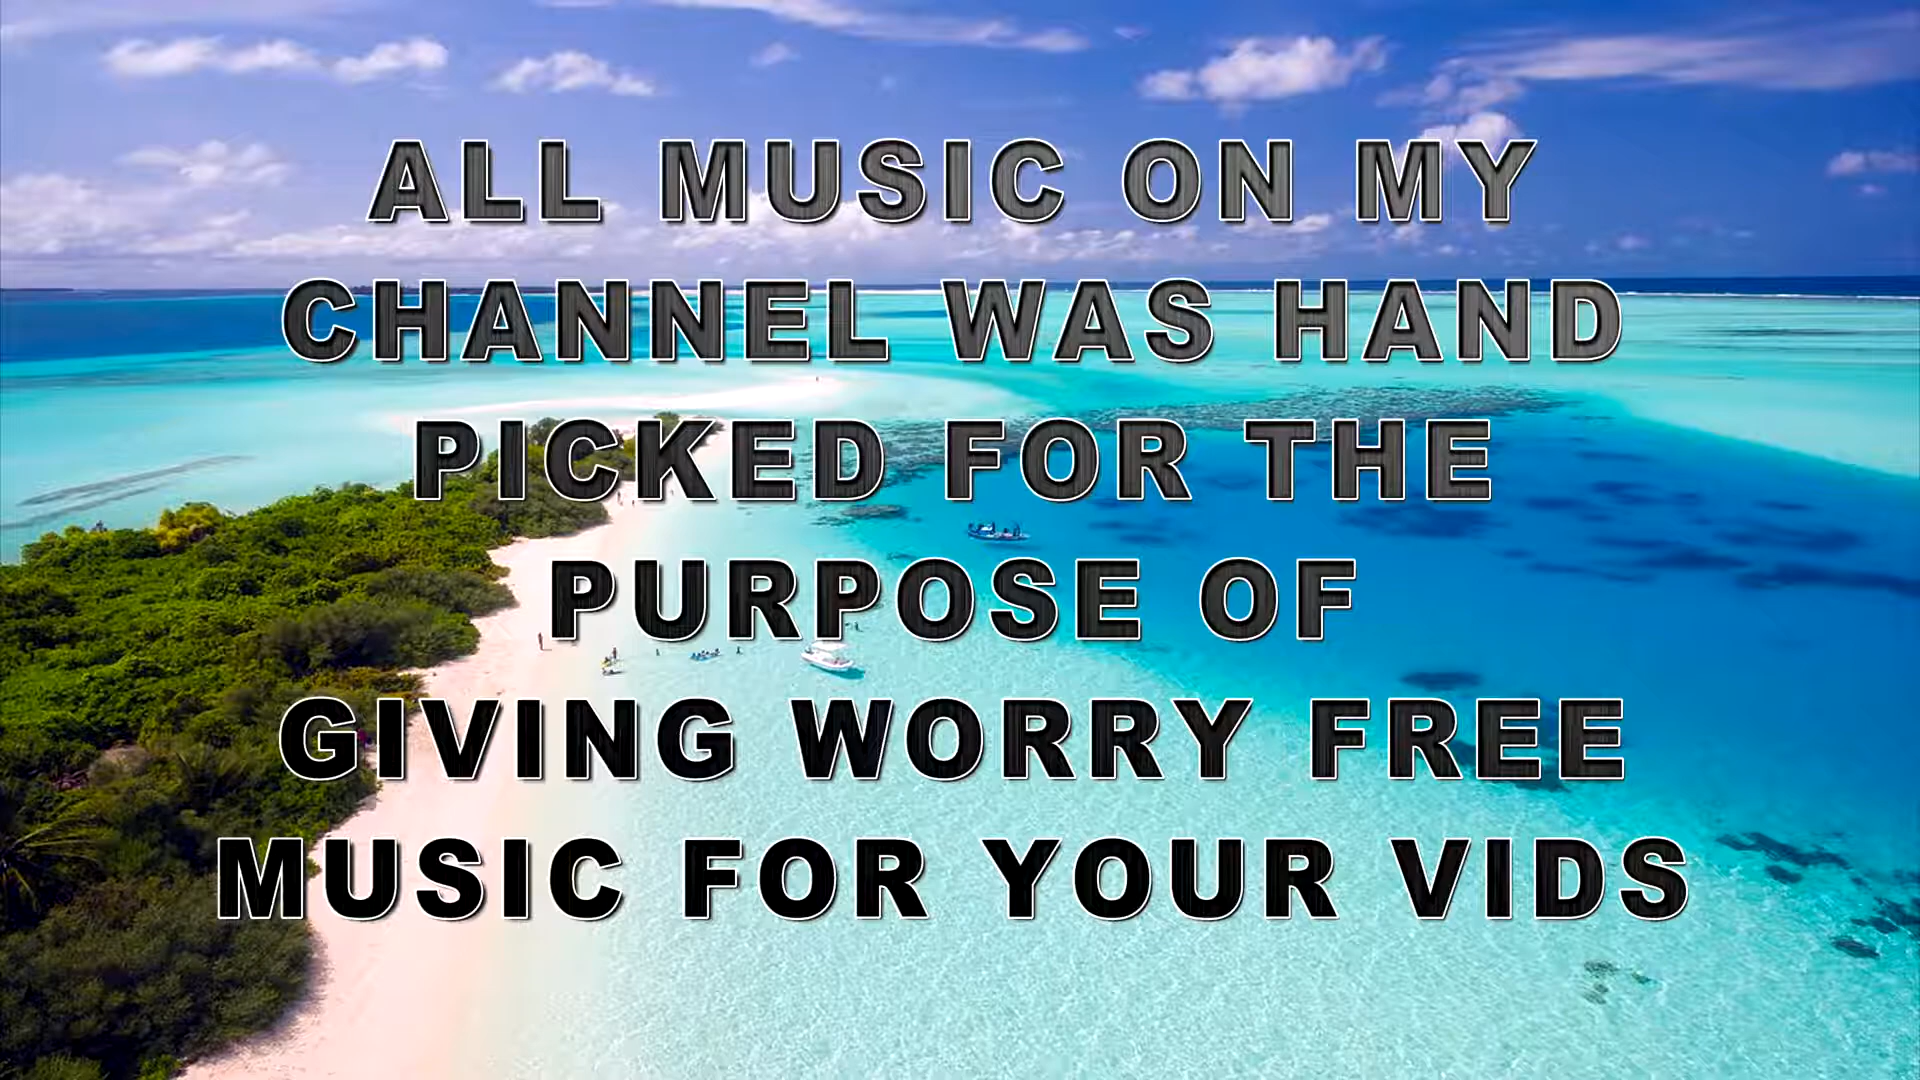 ALL MUSIC ON MY
CHANNEL WAS HAND
PICKED FOR THE
PURPOSE OF
GIVING WORRY FREE
MUSIC FOR YOUR VIDS